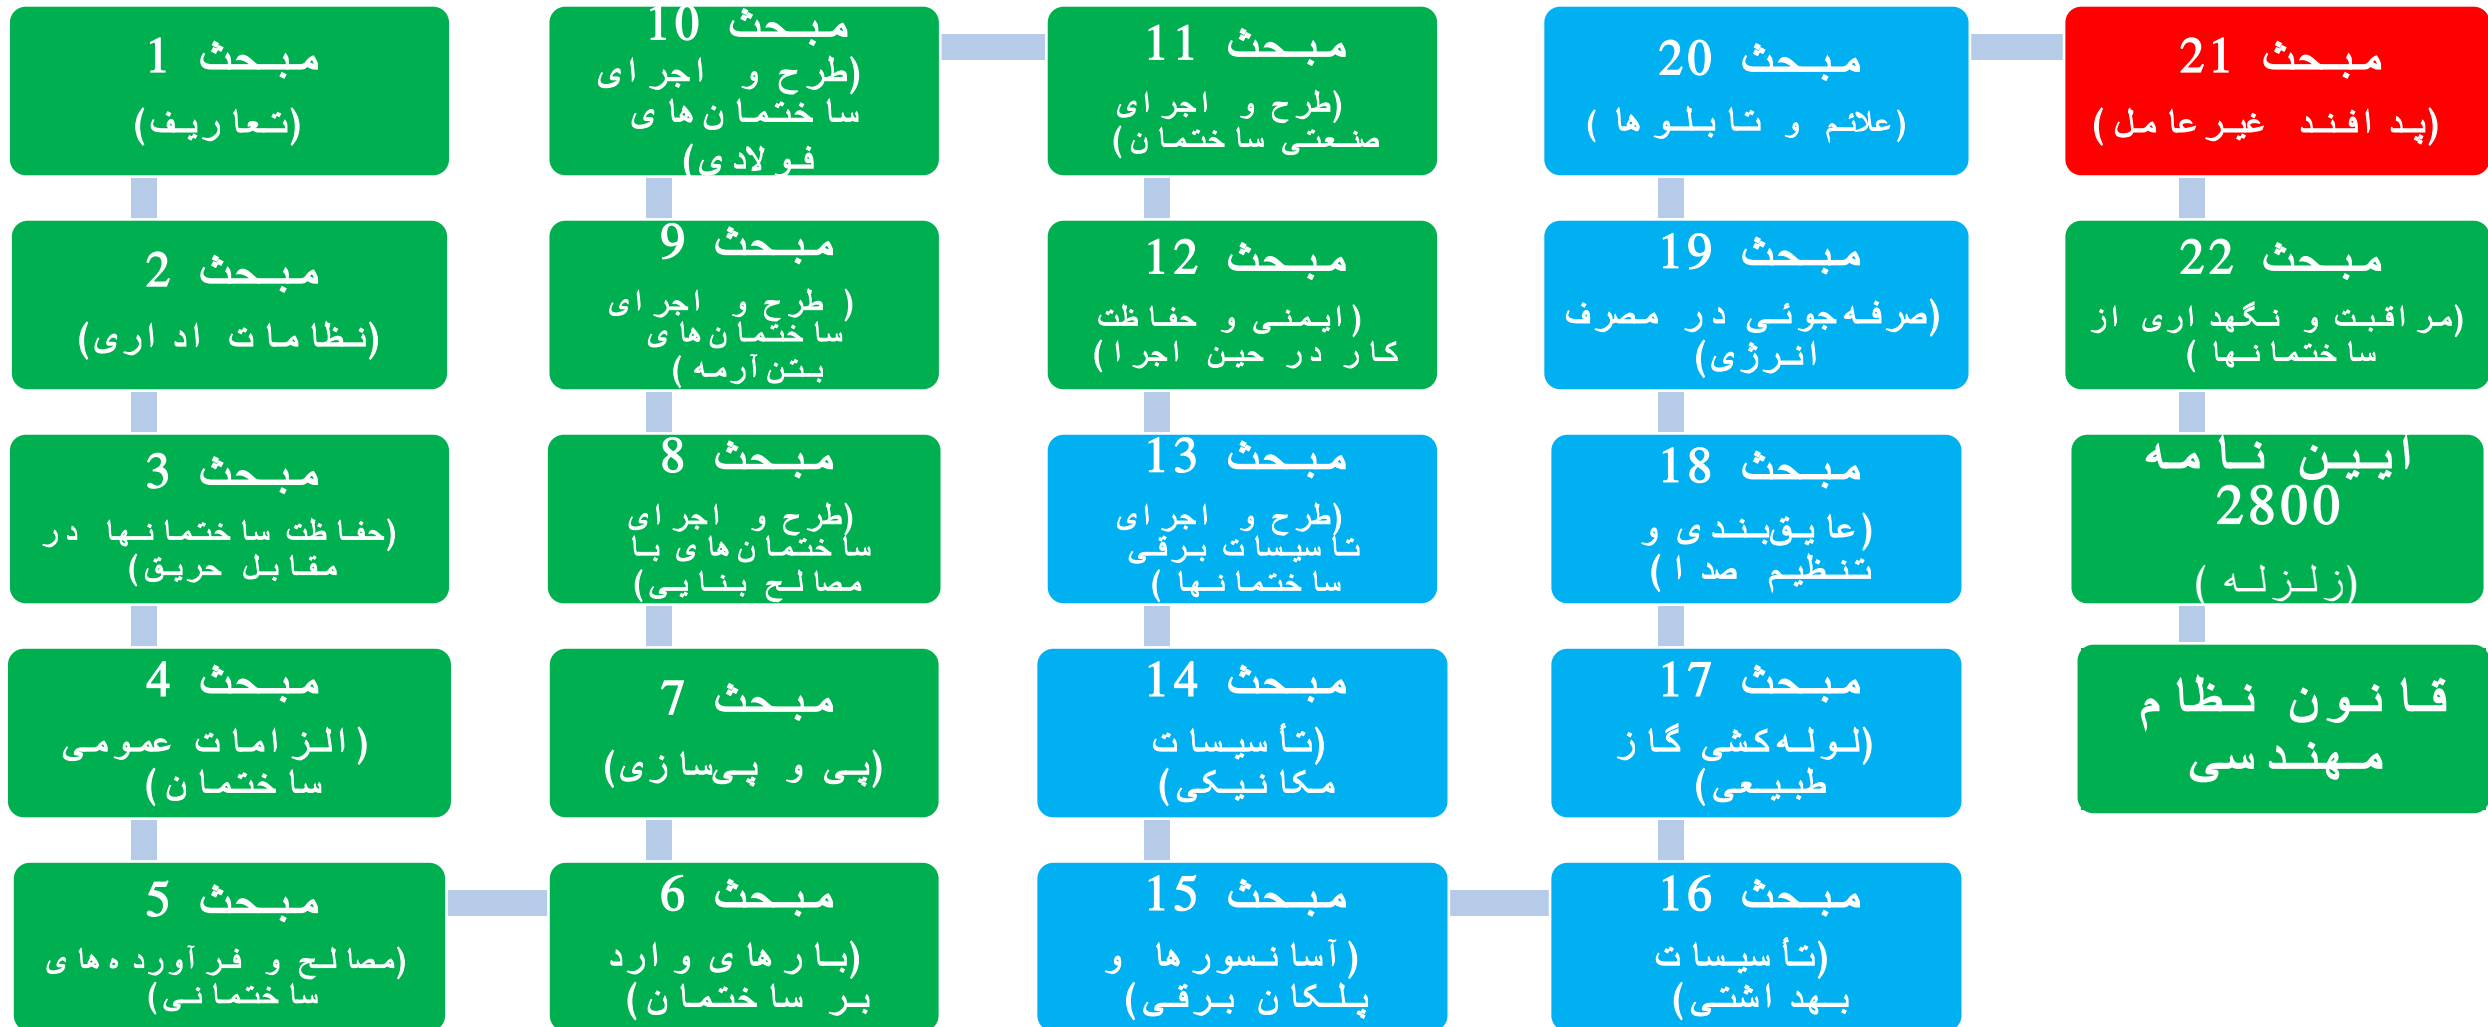 مبحث 1
(تعاریف)
مبحث 2
(نظامات اداری)
مبحث 3
(حفاظت ساختمانها در
مقابل حریق)
مبحث 4
(الزامات عمومی
ساختمان)
مبحث 5
(مصالح و فرآورده‌های
ساختمانی)
مبحث 6
(بارهای وارد
بر ساختمان)
مبحث 7
(پی و پی‌سازی)
مبحث 8
(طرح و اجرای
ساختمان‌های با
مصالح بنایی)
مبحث 9
( طرح و اجرای
ساختمان‌های
بتن‌آرمه)
مبحث 10
(طرح و اجرای
ساختمان‌های
فولادی)
مبحث 11
(طرح و اجرای
صنعتی ساختمان)
مبحث 12
(ایمنی و حفاظت
کار در حین اجرا)
مبحث 13
(طرح و اجرای
تاسیسات برقی
ساختمانها)
مبحث 14
(تأسیسات
مکانیکی)
مبحث 15
(آسانسورها و
پلکان برقی)
مبحث 16
(تأسیسات
بهداشتی)
مبحث 17
(لوله‌کشی گاز
طبیعی)
مبحث 18
(عایق‌بندی و
تنظیم صدا)
مبحث 19
(صرفه‌جوئی در مصرف
انرژی)
مبحث 20
(علائم و تابلوها)
مبحث 21
(پدافند غیرعامل)
مبحث 22
(مراقبت و نگهداری از
ساختمانها)
ایین نامه
2800
(زلزله)
قانون نظام
مهندسی